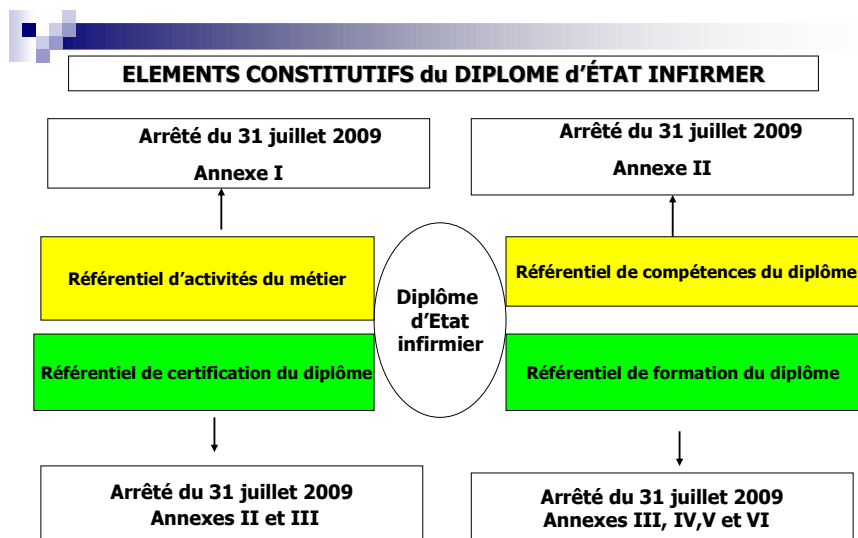 ELEMENTS CONSTITUTIFS du DIPLOME d'ÉTAT INFIRMER
Arrêté du 31 juillet 2009
Annexe I
Arrêté du 31 juillet 2009
Annexe II
Référentiel d'activités du métier
Référentiel de compétences du diplôme
Diplôme
d'Etat
infirmier
Référentiel de certification du diplôme
Référentiel de formation du diplôme
Arrêté du 31 juillet 2009
Annexes II et III
Arrêté du 31 juillet 2009
Annexes III, IV,V et VI